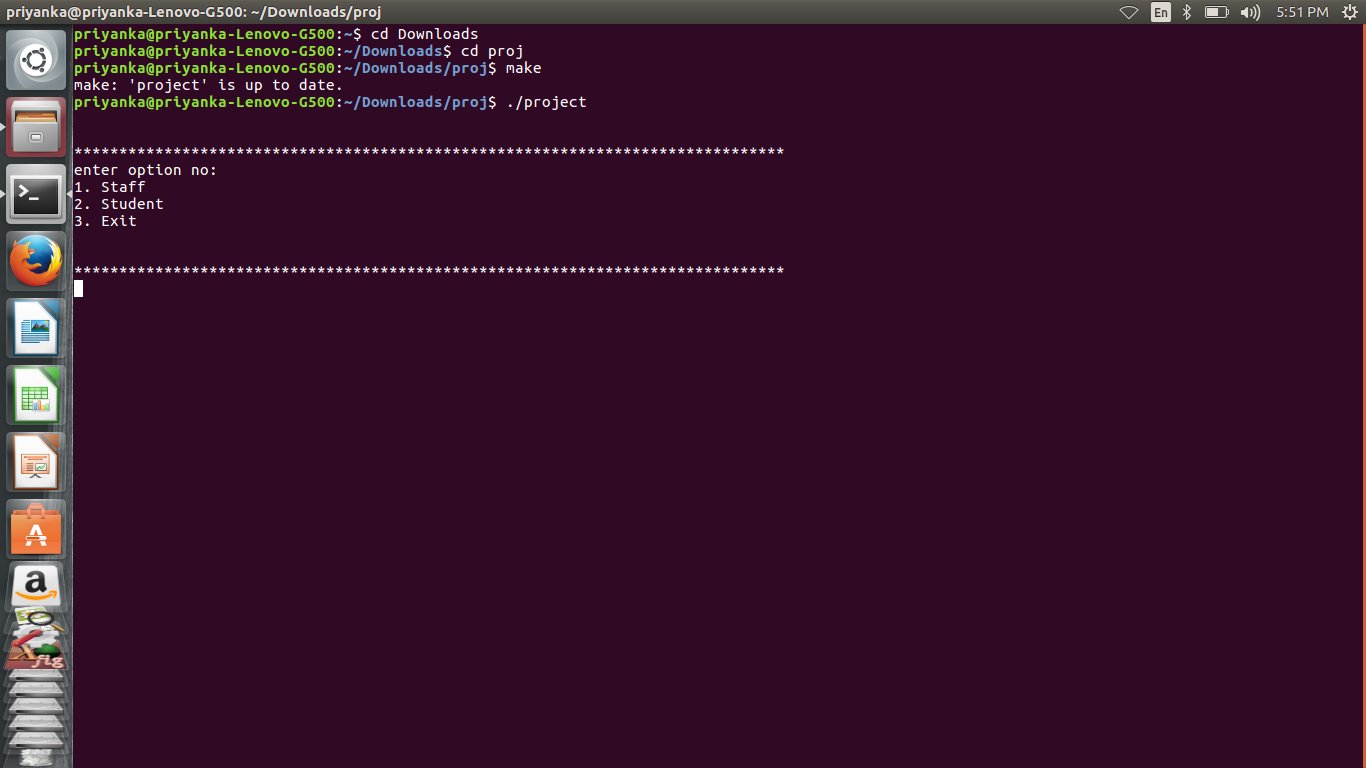 priyanka@priyanka-Lenovo-G500: ~/Downloads/proj
En
5:51 PM
priyanka@priyanka-Lenovo-G500:~$ cd Downloads
priyanka@priyanka-Lenovo-G500:~/Downloads$ cd proj
priyanka@priyanka-Lenovo-G500:~/Downloads/proj$ make
make: 'project' is up to date.
priyanka@priyanka-Lenovo-G500:~/Downloads/proj$ ./project
*******************************************************************************
enter option no:
1. Staff
2. Student
3. Exit
*******************************************************************************
>_
A
a
fig